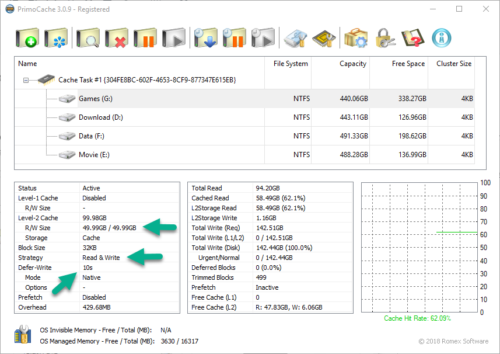 PrimoCache 3.0.9 - Registered
Name File System Capacity Free Space Cluster Size
Cache Task #1 {304FE8BC-602F-4653-8CF9-877347E615EB}
Games (G:) NTFS 440.06GB 338.27GB 4KB
Download (D:) NTFS 443.11GB 126.96GB 4KB
Data (F:) NTFS 491.33GB 198.62GB 4KB
Movie (E:) NTFS 488.28GB 136.99GB 4KB
Status Active
Level-1 Cache Disabled
R/W Size -
Level-2 Cache 99.98GB
R/W Size 49.99GB / 49.99GB
Storage Cache
Block Size 32KB
Strategy Read & Write
Defer-Write 10s
Mode Native
Options -
Prefetch Disabled
Overhead 429.68MB
Total Read 94.20GB
Cached Read 58.49GB (62.1%)
L2Storage Read 58.49GB (62.1%)
L2Storage Write 1.16GB
Total Write (Req) 142.51GB
Total Write (L1/L2) 0 / 142.51GB
Total Write (Disk) 142.44GB (100.0%)
Urgent/Normal 0 / 142.44GB
Deferred Blocks 0 (0.0%)
Trimmed Blocks 499
Prefetch Inactive
Free Cache (L1) 0
Free Cache (L2) R: 47.83GB, W: 6.06GB
100
90
80
70
60
50
40
30
20
10
0
Cache Hit Rate: 62.09%
OS Invisible Memory - Free / Total (MB): N/A
OS Managed Memory - Free / Total (MB): 3630 / 16317
© 2019 Romex Software